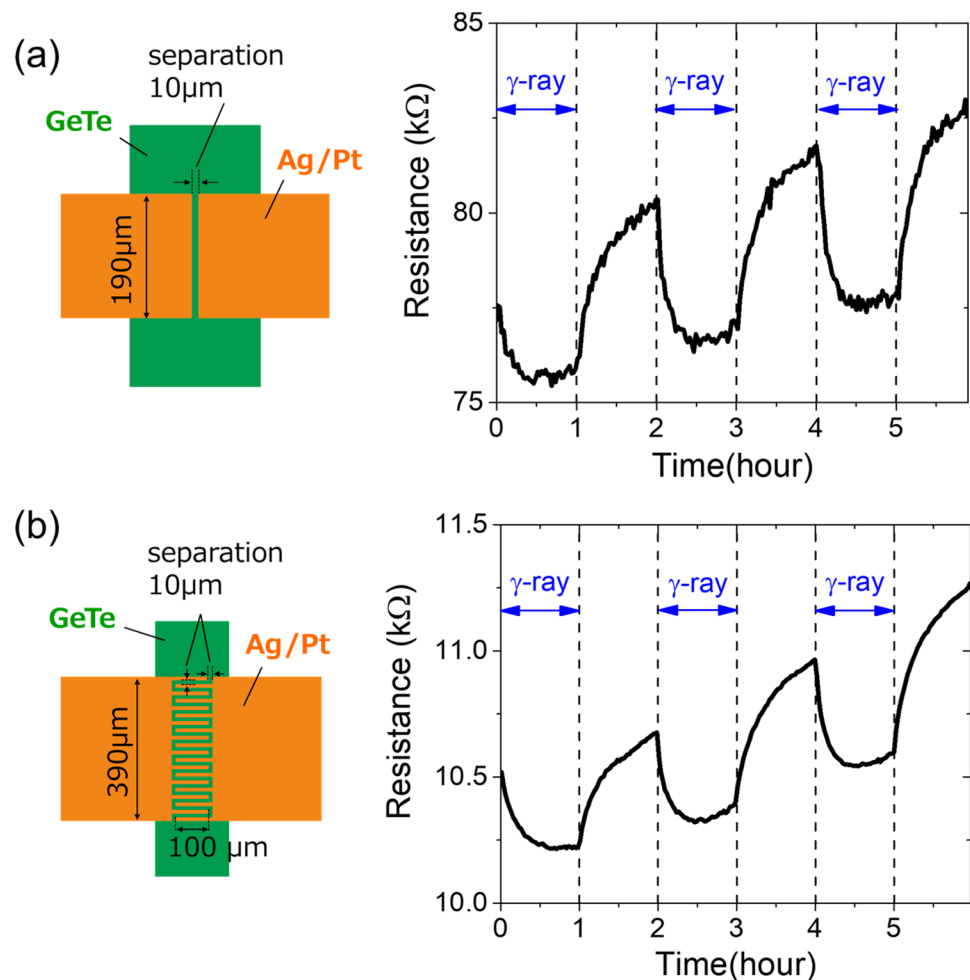 (a)
separation
10μm
GeTe
Ag/Pt
190μm
Resistance (kΩ)
85
80
75
γ-ray
γ-ray
γ-ray
0 1 2 3 4 5
Time(hour)
(b)
separation
10μm
GeTe
Ag/Pt
390μm
100 μm
Resistance (kΩ)
11.5
11.0
10.5
10.0
γ-ray
γ-ray
γ-ray
0 1 2 3 4 5
Time(hour)